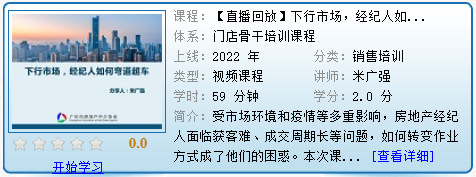 下行市场，经纪人如何弯道超车
分享人：米广强
0.0
开始学习
课程：【直播回放】下行市场，经纪人如...
体系：门店骨干培训课程
上线：2022 年 分类：销售培训
类型：视频课程 讲师：米广强
学时：59 分钟 学分：2.0 分
简介：受市场环境和疫情等多重影响，房地产经纪
人面临获客难、成交周期长等问题，如何转变作业
方式成了他们的困惑。本次课... [查看详细]